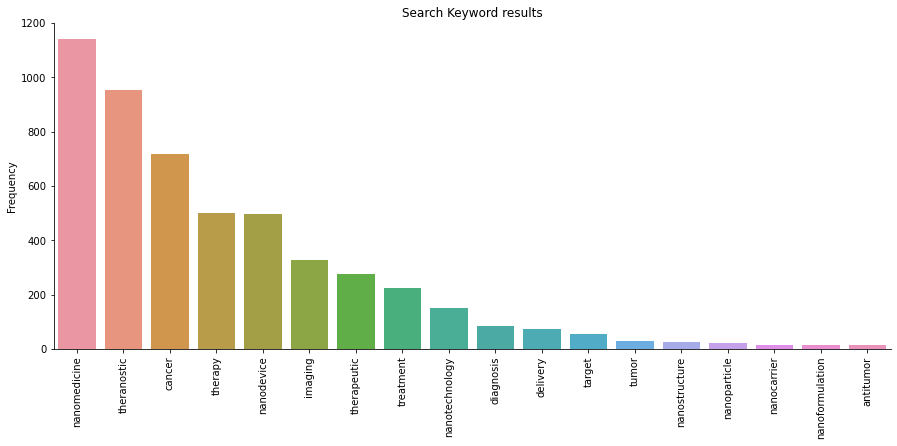 Search Keyword results
Frequency
1200
1000
800
600
400
200
0
nanomedicine
theranostic
cancer
therapy
nanodevice
imaging
therapeutic
treatment
nanotechnology
diagnosis
delivery
target
tumor
nanostructure
nanoparticle
nanocarrier
nanoformulation
antitumor